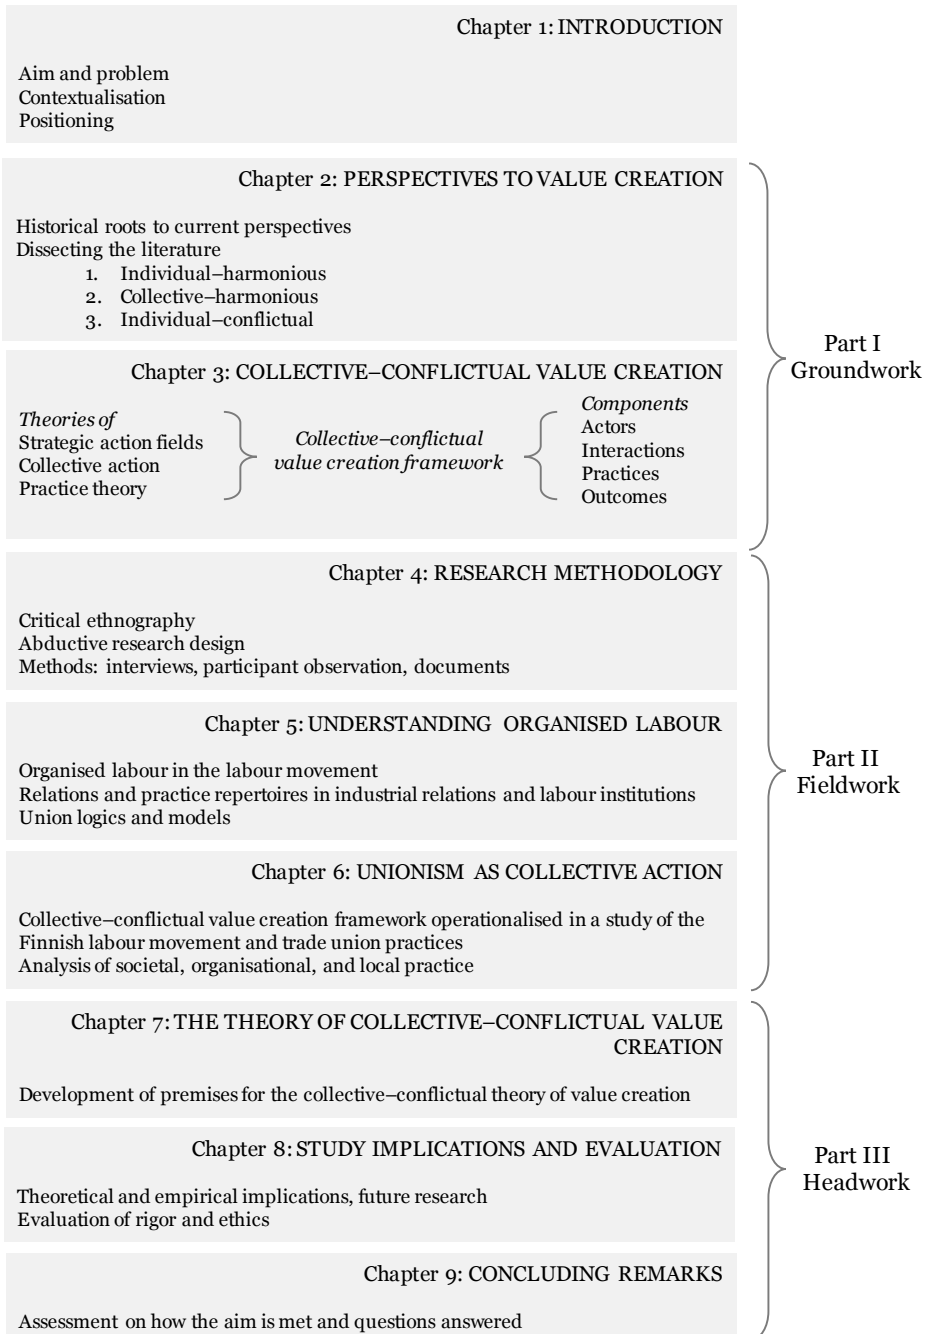 Chapter 1: INTRODUCTION
Aim and problem
Contextualisation
Positioning
Chapter 2: PERSPECTIVES TO VALUE CREATION
Historical roots to current perspectives
Dissecting the literature
1. Individual–harmonious
2. Collective–harmonious
3. Individual–conflictual
Chapter 3: COLLECTIVE–CONFLICTUAL VALUE CREATION
Theories of
Strategic action fields
Collective action
Practice theory
Collective–conflictual
value creation framework
Components
Actors
Interactions
Practices
Outcomes
Part I
Groundwork
Chapter 4: RESEARCH METHODOLOGY
Critical ethnography
Abductive research design
Methods: interviews, participant observation, documents
Chapter 5: UNDERSTANDING ORGANISED LABOUR
Organised labour in the labour movement
Relations and practice repertoires in industrial relations and labour institutions
Union logics and models
Chapter 6: UNIONISM AS COLLECTIVE ACTION
Collective–conflictual value creation framework operationalised in a study of the
Finnish labour movement and trade union practices
Analysis of societal, organisational, and local practice
Part II
Fieldwork
Chapter 7: THE THEORY OF COLLECTIVE–CONFLICTUAL VALUE
CREATION
Development of premises for the collective–conflictual theory of value creation
Chapter 8: STUDY IMPLICATIONS AND EVALUATION
Theoretical and empirical implications, future research
Evaluation of rigor and ethics
Chapter 9: CONCLUDING REMARKS
Assessment on how the aim is met and questions answered
Part III
Headwork